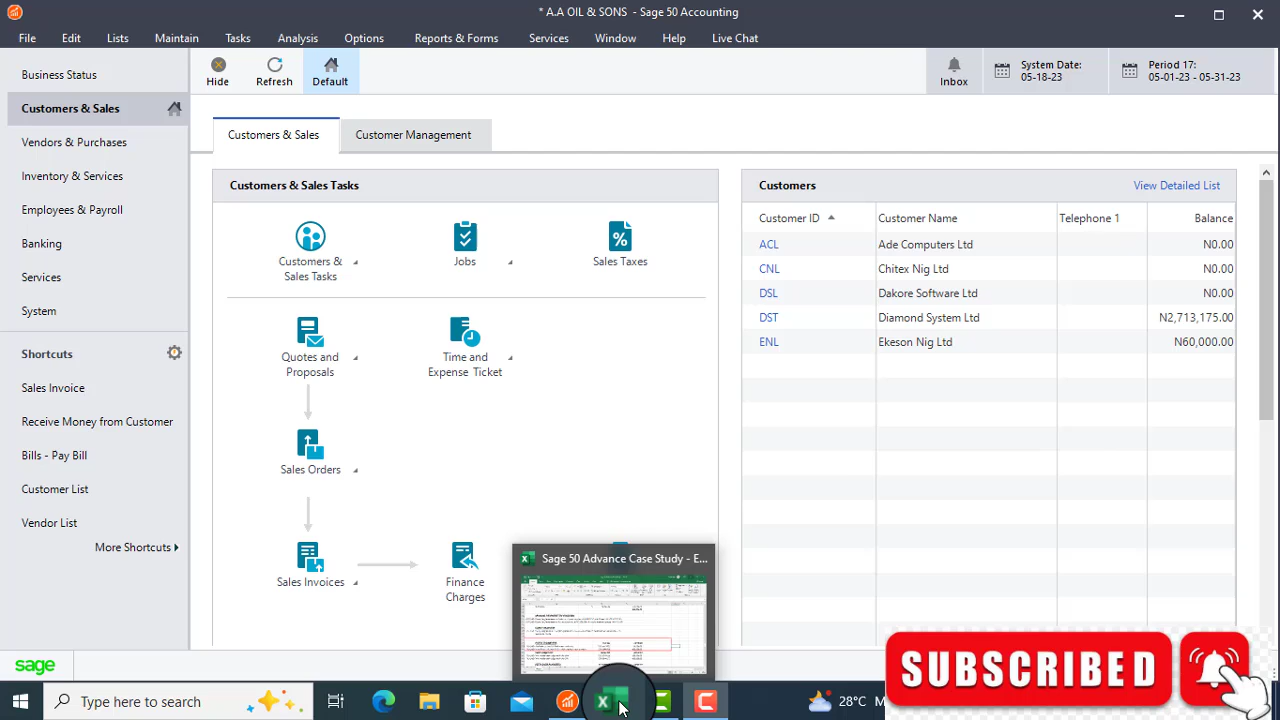 * A.A OIL & SONS - Sage 50 Accounting
File Edit Lists Maintain Tasks Analysis Options Reports & Forms Services Window Help Live Chat
Business Status
Customers & Sales
Vendors & Purchases
Inventory & Services
Employees & Payroll
Banking
Services
System
Shortcuts
Sales Invoice
Receive Money from Customer
Bills - Pay Bill
Customer List
Vendor List
More Shortcuts
sage
Hide Refresh Default
Inbox
System Date:
05-18-23
Period 17:
05-01-23 - 05-31-23
Customers & Sales Customer Management
Customers & Sales Tasks
Customers &
Sales Tasks
Jobs
Sales Taxes
Quotes and
Proposals
Time and
Expense Ticket
Sales Orders
Sales Invoices
Finance
Charges
Customers View Detailed List
Customer ID Customer Name Telephone 1 Balance
ACL Ade Computers Ltd N0.00
CNL Chitex Nig Ltd N0.00
DSL Dakore Software Ltd N0.00
DST Diamond System Ltd N2,713,175.00
ENL Ekeson Nig Ltd N60,000.00
Sage 50 Advance Case Study - E...
SUBSCRIBED
Type here to search
28°C M